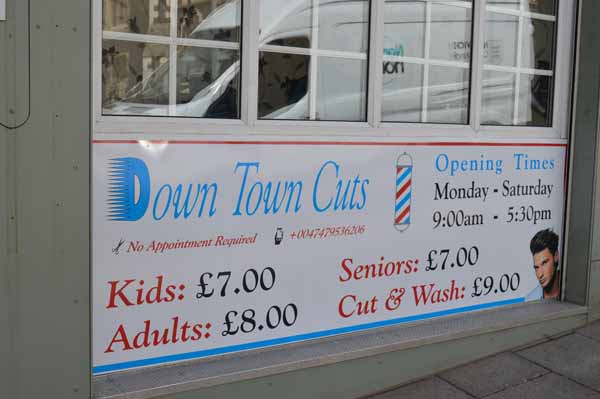 Down Town Cuts
No Appointment Required
+0047479536206
Opening Times
Monday - Saturday
9:00am - 5:30pm
Kids: £7.00
Adults: £8.00
Seniors: £7.00
Cut & Wash: £9.00